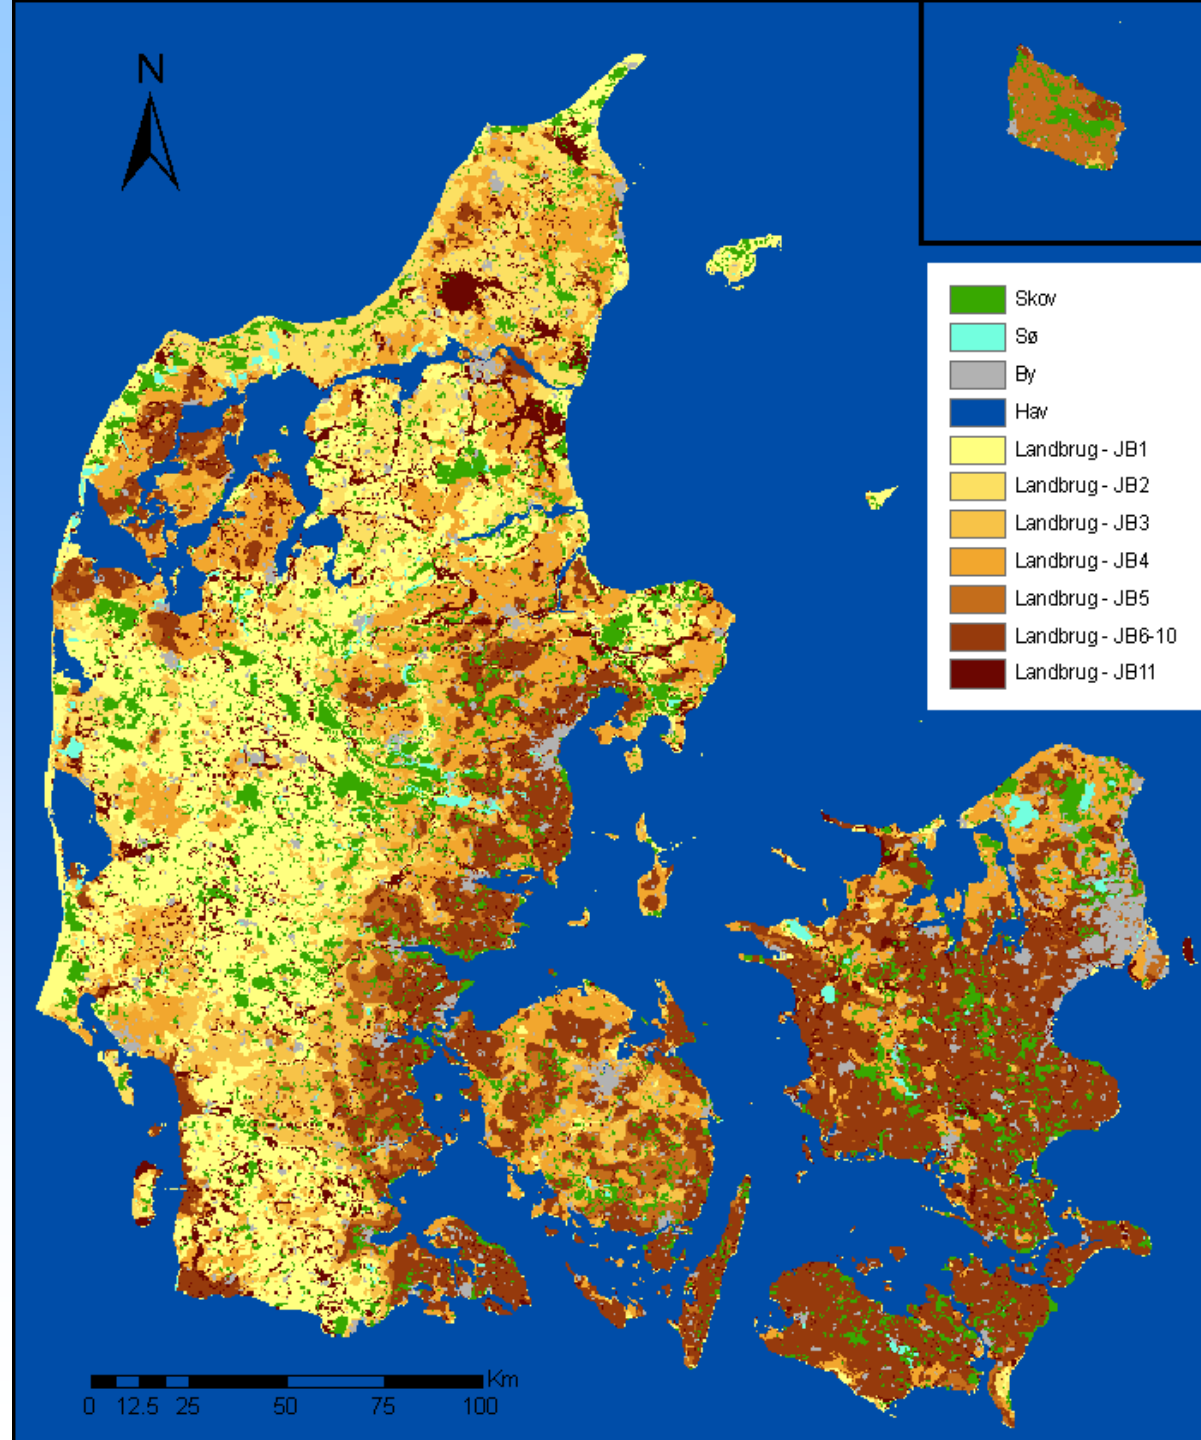 N
Skov
Sø
By
Hav
Landbrug - JB1
Landbrug - JB2
Landbrug - JB3
Landbrug - JB4
Landbrug - JB5
Landbrug - JB6-10
Landbrug - JB11
Km
0 12.5 25 50 75 100